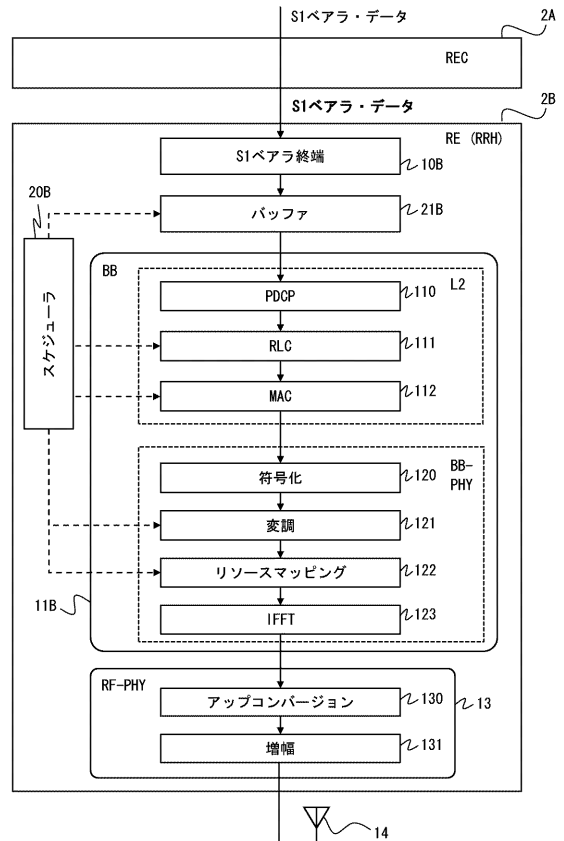 S1ベアラ・データ
2A
REC
S1ベアラ・データ
2B
RE (RRH)
S1ベアラ終端
10B
20B
バッファ
21B
スケジューラ
BB
L2
PDCP
110
RLC
111
MAC
112
BB-
PHY
符号化
120
変調
121
リソースマッピング
122
11B
IFFT
123
RF-PHY
アップコンバージョン
130
13
増幅
131
14